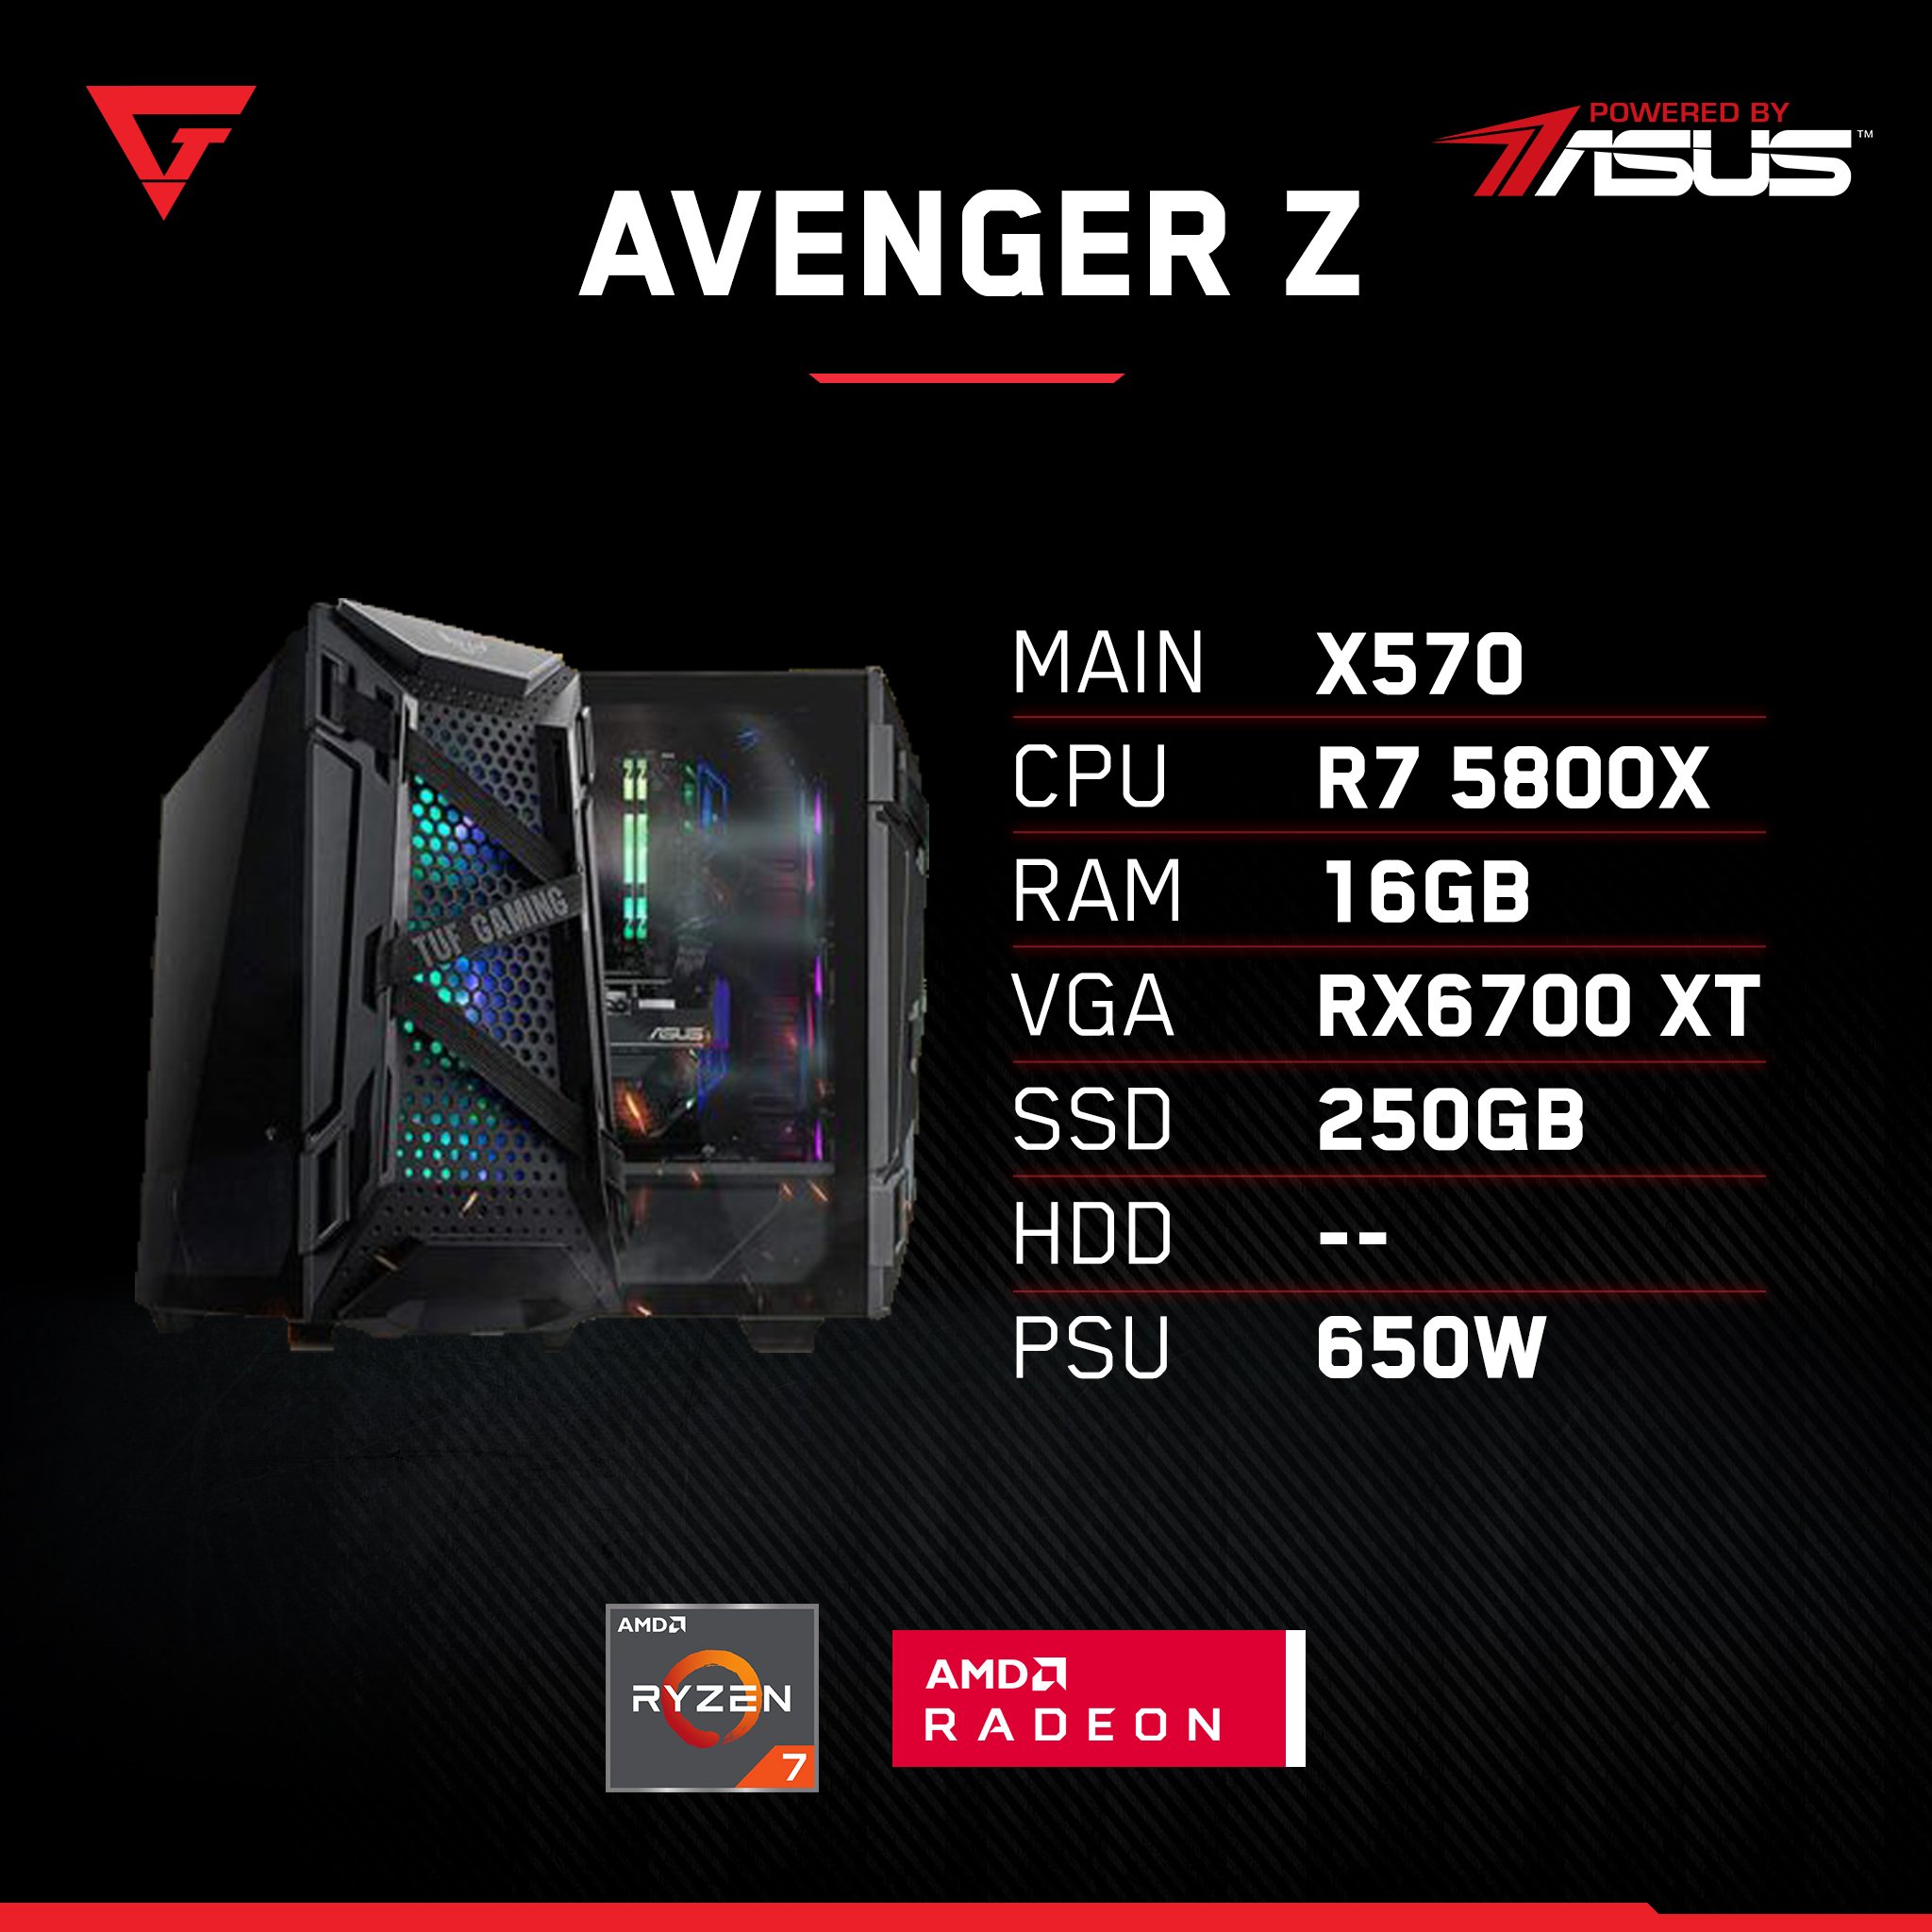 POWERED BY
ASUS™
AVENGER Z
MAIN X570
CPU R7 5800X
RAM 16GB
VGA RX6700 XT
SSD 250GB
HDD --
PSU 650W
TUF GAMING
ASUS
AMD
RYZEN
7
AMD
RADEON